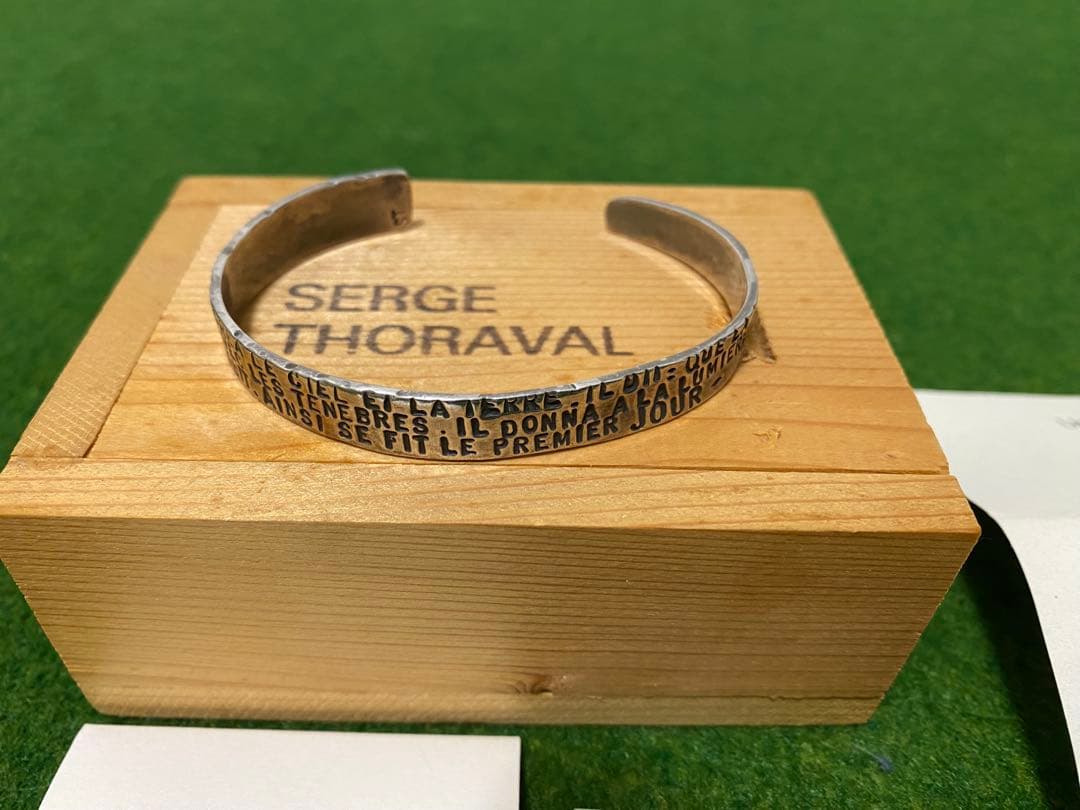 SERGE
THORAVAL
LE CIEL ET LA TERRE IL DIT : QUE
LES TENEBRES . IL DONNA A LA LUMIERE
AINSI SE FIT LE PREMIER JOUR .